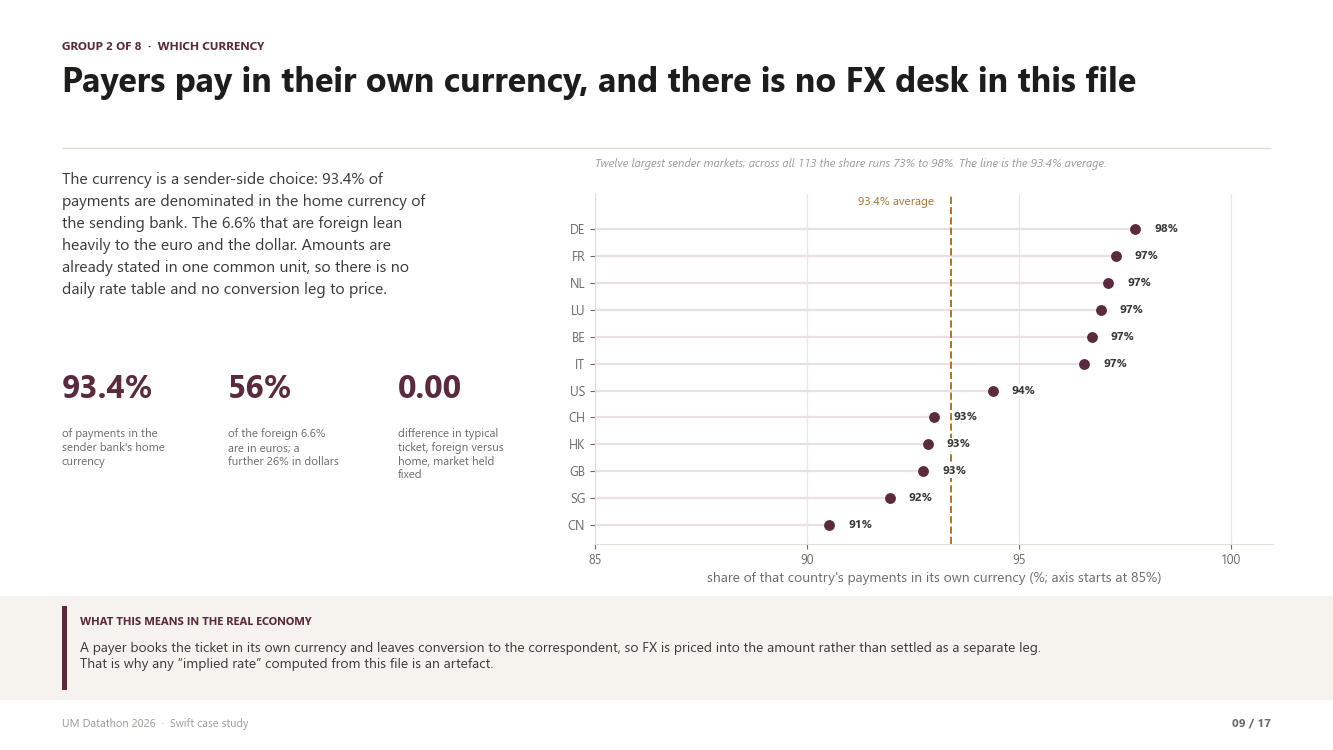 GROUP 2 OF 8 · WHICH CURRENCY
Payers pay in their own currency, and there is no FX desk in this file
The currency is a sender-side choice: 93.4% of
payments are denominated in the home currency of
the sending bank. The 6.6% that are foreign lean
heavily to the euro and the dollar. Amounts are
already stated in one common unit, so there is no
daily rate table and no conversion leg to price.
93.4%
of payments in the
sender bank's home
currency
56%
of the foreign 6.6%
are in euros; a
further 26% in dollars
0.00
difference in typical
ticket, foreign versus
home, market held
fixed
Twelve largest sender markets; across all 113 the share runs 73% to 98%. The line is the 93.4% average.
93.4% average
DE 98%
FR 97%
NL 97%
LU 97%
BE 97%
IT 97%
US 94%
CH 93%
HK 93%
GB 93%
SG 92%
CN 91%
85 90 95 100
share of that country's payments in its own currency (%; axis starts at 85%)
WHAT THIS MEANS IN THE REAL ECONOMY
A payer books the ticket in its own currency and leaves conversion to the correspondent, so FX is priced into the amount rather than settled as a separate leg.
That is why any “implied rate” computed from this file is an artefact.
UM Datathon 2026 · Swift case study
09 / 17